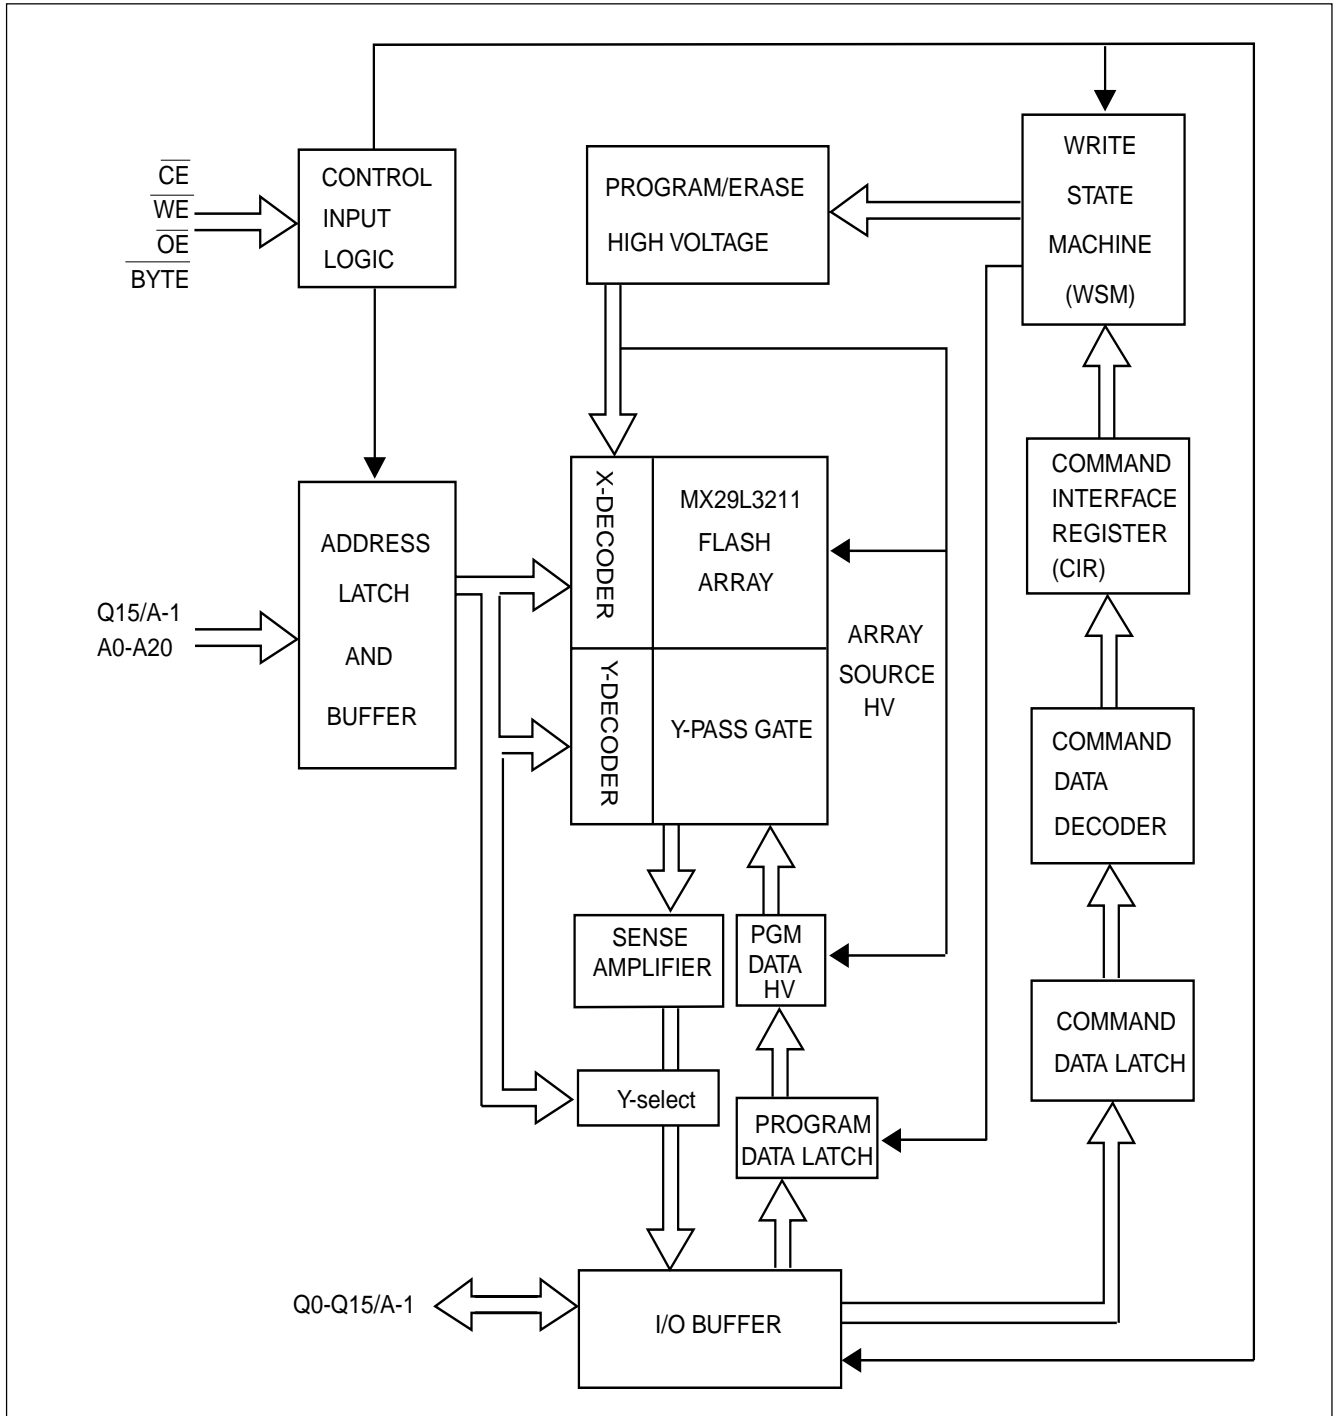 WRITE
STATE
MACHINE
(WSM)
CE
WE
OE
BYTE
CONTROL
INPUT
LOGIC
PROGRAM/ERASE
HIGH VOLTAGE
COMMAND
INTERFACE
REGISTER
(CIR)
X-DECODER
MX29L3211
FLASH
ARRAY
ADDRESS
LATCH
AND
BUFFER
Q15/A-1
A0-A20
ARRAY
SOURCE
HV
Y-DECODER
Y-PASS GATE
COMMAND
DATA
DECODER
SENSE
AMPLIFIER
PGM
DATA
HV
COMMAND
DATA LATCH
Y-select
PROGRAM
DATA LATCH
Q0-Q15/A-1
I/O BUFFER